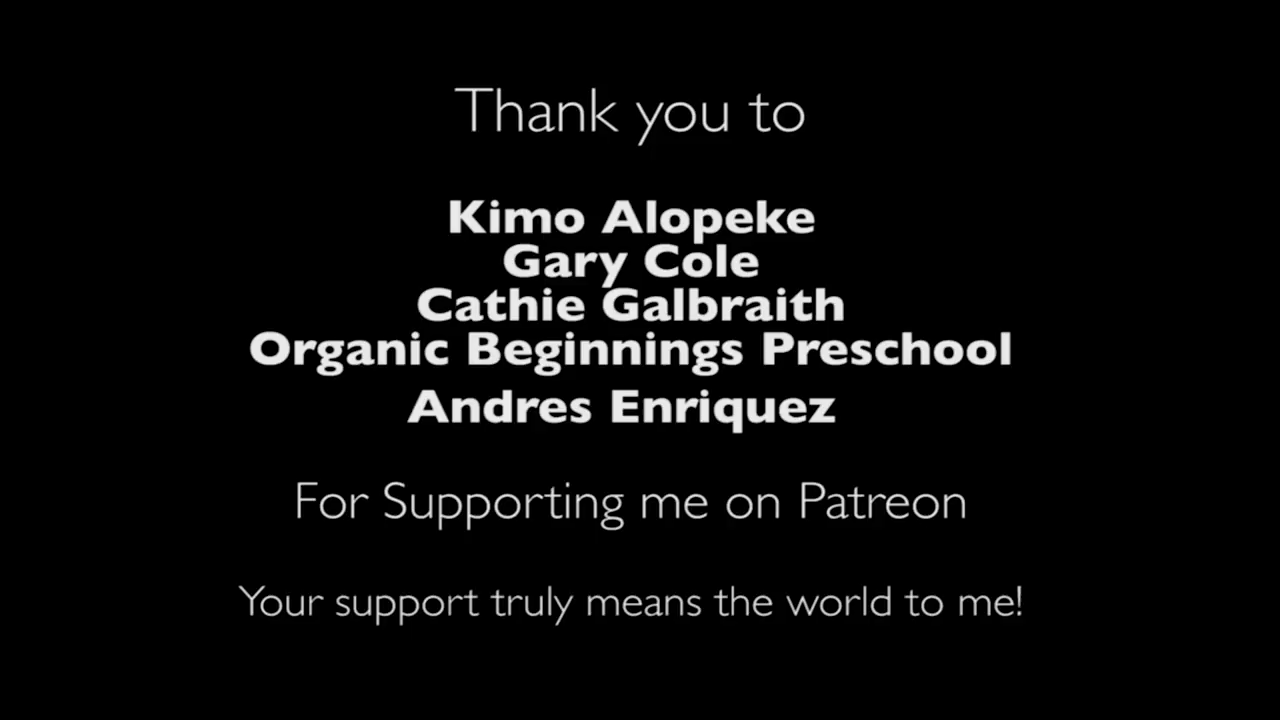 Thank you to
Kimo Alopeke
Gary Cole
Cathie Galbraith
Organic Beginnings Preschool
Andres Enriquez
For Supporting me on Patreon
Your support truly means the world to me!